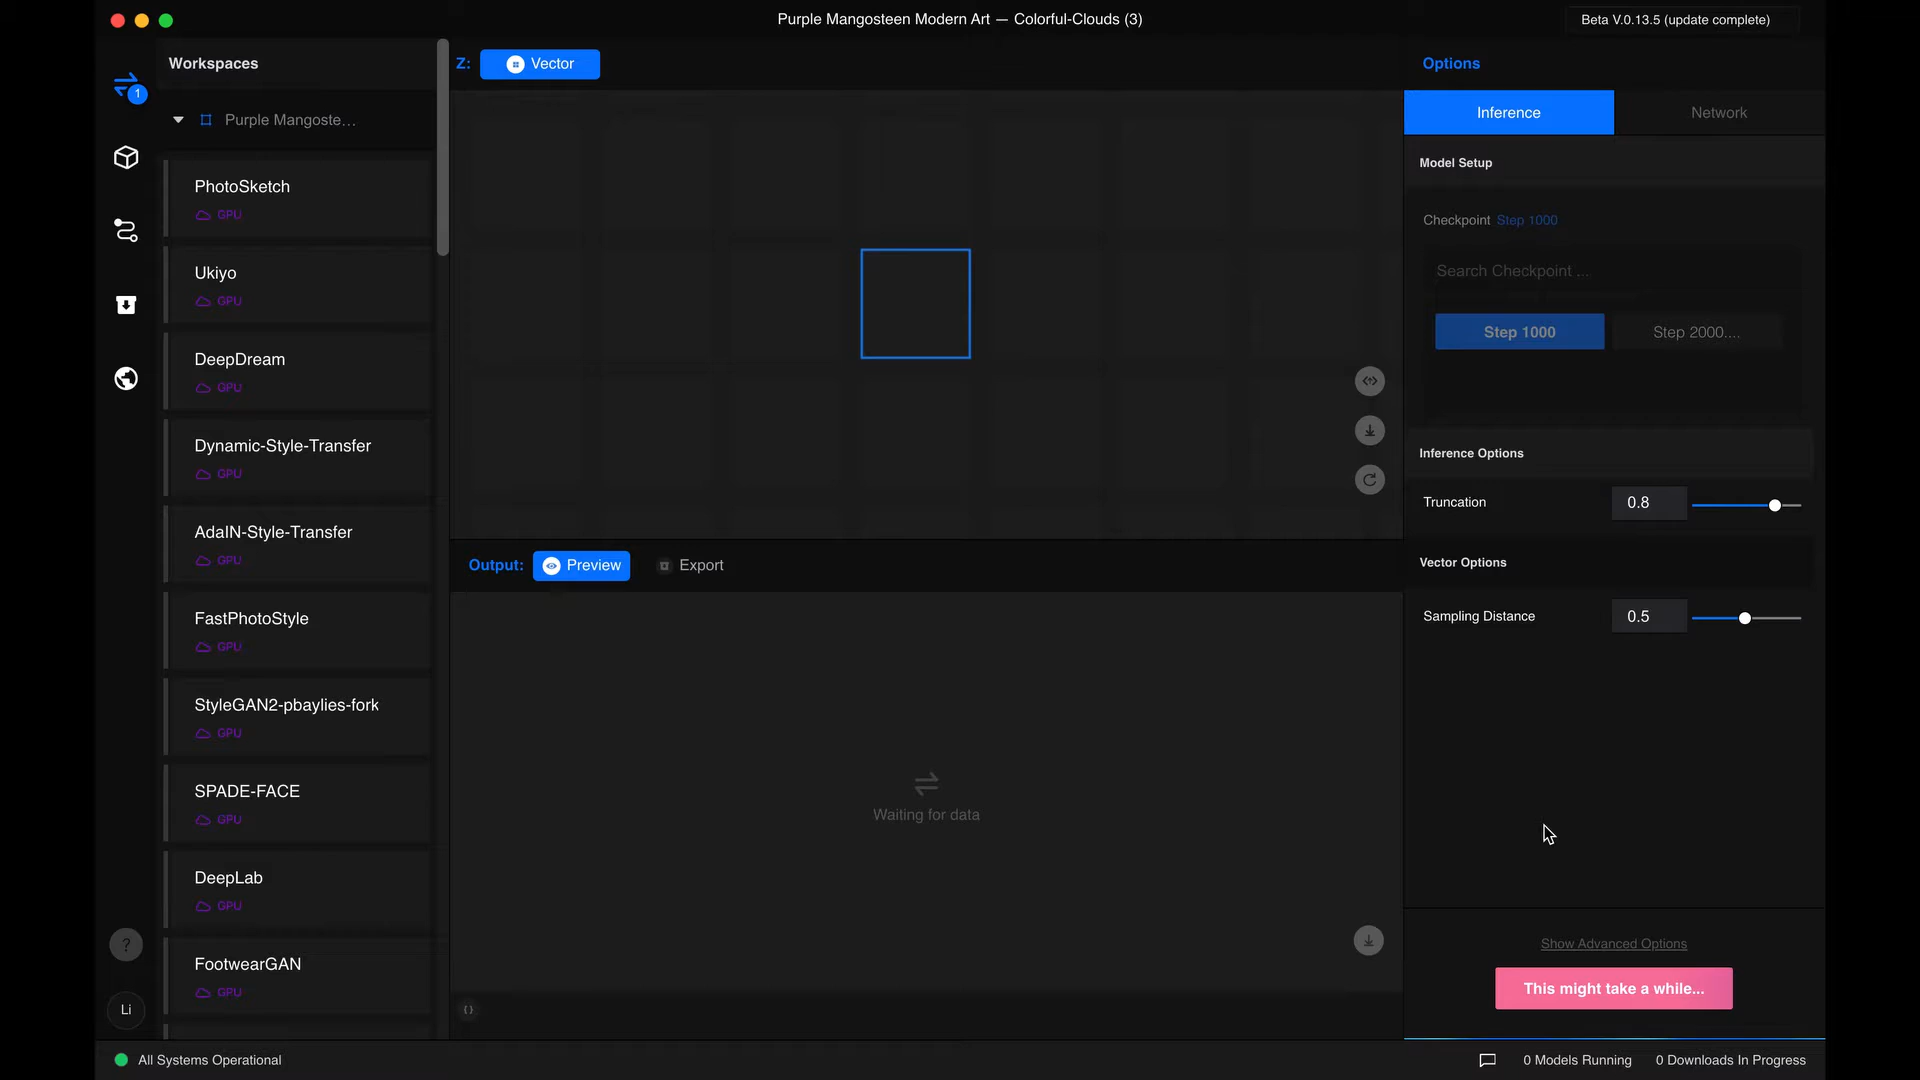 Purple Mangosteen Modern Art — Colorful-Clouds (3)
Beta V.0.13.5 (update complete)
1
Workspaces
Purple Mangoste...
PhotoSketch
GPU
Ukiyo
GPU
DeepDream
GPU
Dynamic-Style-Transfer
GPU
AdaIN-Style-Transfer
GPU
FastPhotoStyle
GPU
StyleGAN2-pbaylies-fork
GPU
SPADE-FACE
GPU
DeepLab
GPU
FootwearGAN
GPU
?
Li
Z: Vector
Output: Preview Export
Waiting for data
{}
Options
Inference Network
Model Setup
Checkpoint Step 1000
Search Checkpoint ...
Step 1000 Step 2000....
Inference Options
Truncation 0.8
Vector Options
Sampling Distance 0.5
Show Advanced Options
This might take a while...
All Systems Operational
0 Models Running 0 Downloads In Progress